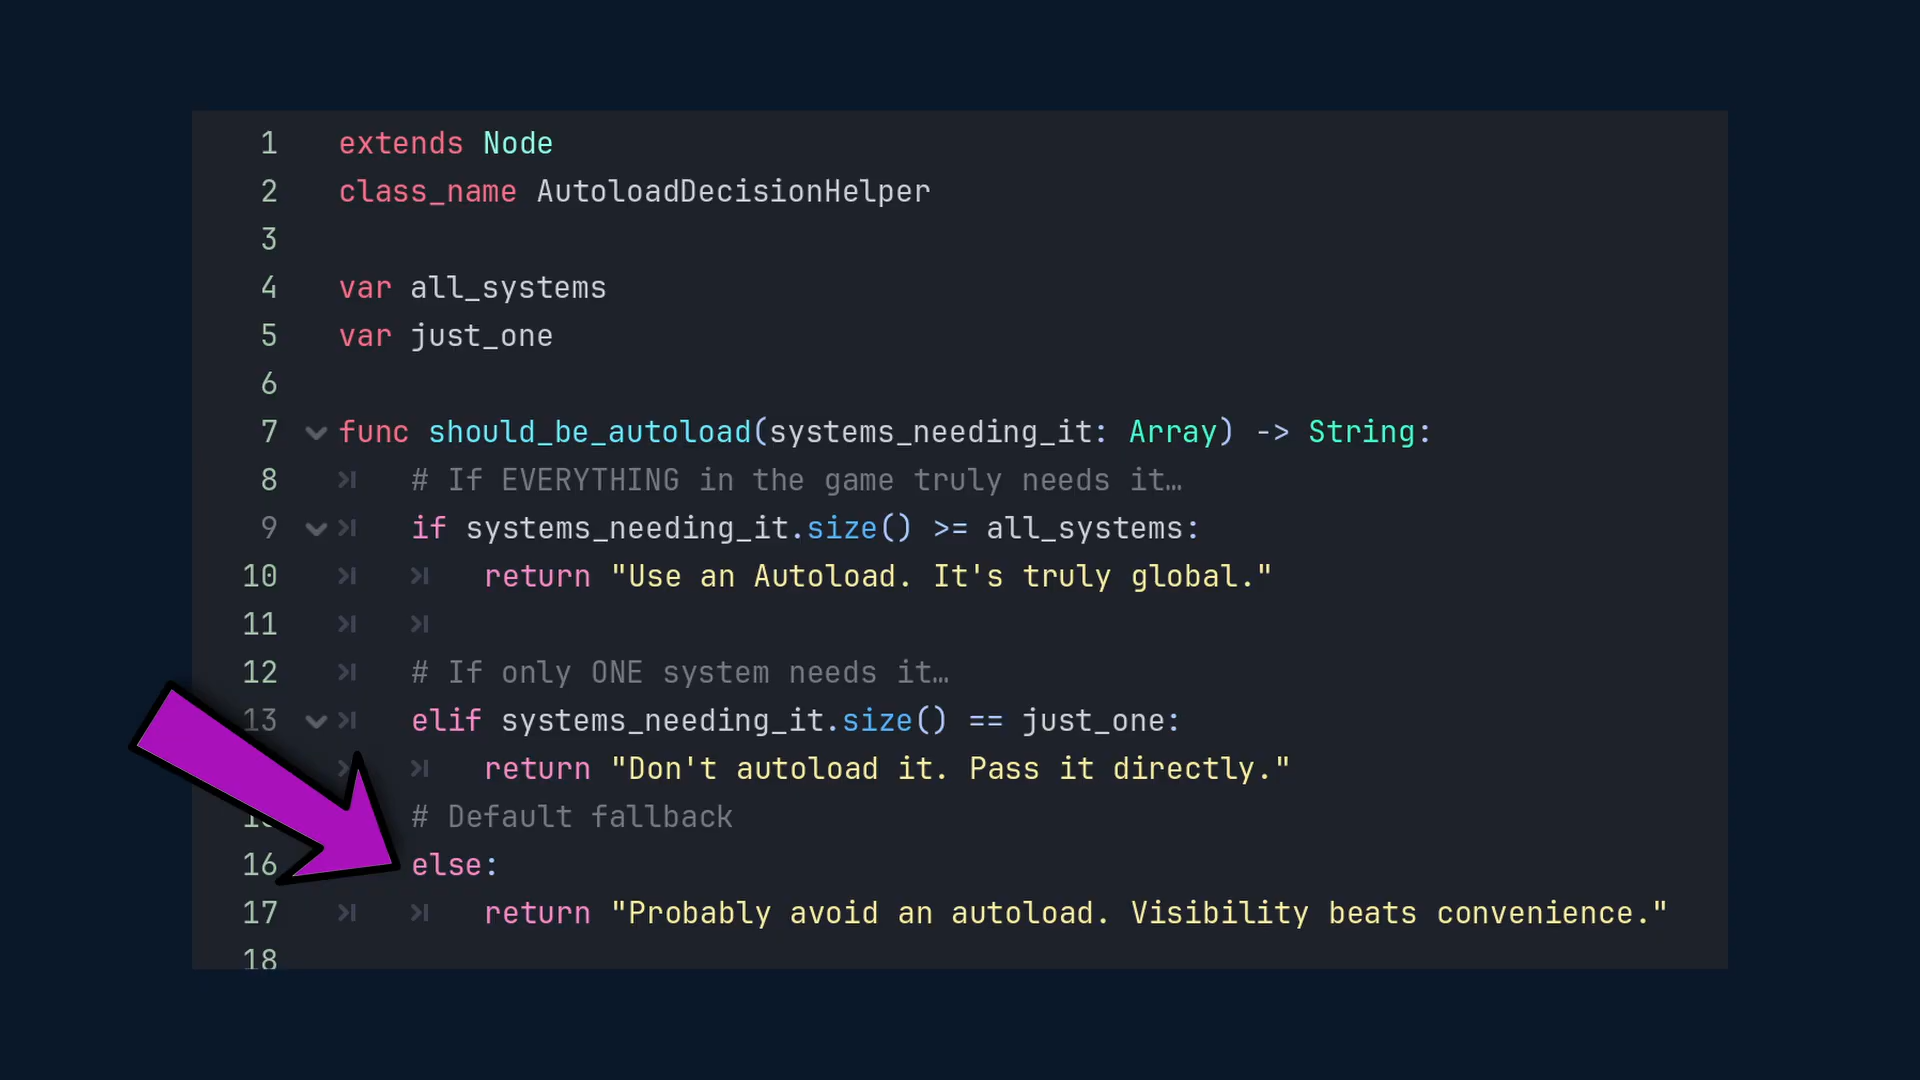 1 extends Node
2 class_name AutoloadDecisionHelper
3
4 var all_systems
5 var just_one
6
7 func should_be_autoload(systems_needing_it: Array) -> String:
8 # If EVERYTHING in the game truly needs it…
9 if systems_needing_it.size() >= all_systems:
10 return "Use an Autoload. It's truly global."
11
12 # If only ONE system needs it…
13 elif systems_needing_it.size() == just_one:
return "Don't autoload it. Pass it directly."
# Default fallback
16 else:
17 return "Probably avoid an autoload. Visibility beats convenience."
18